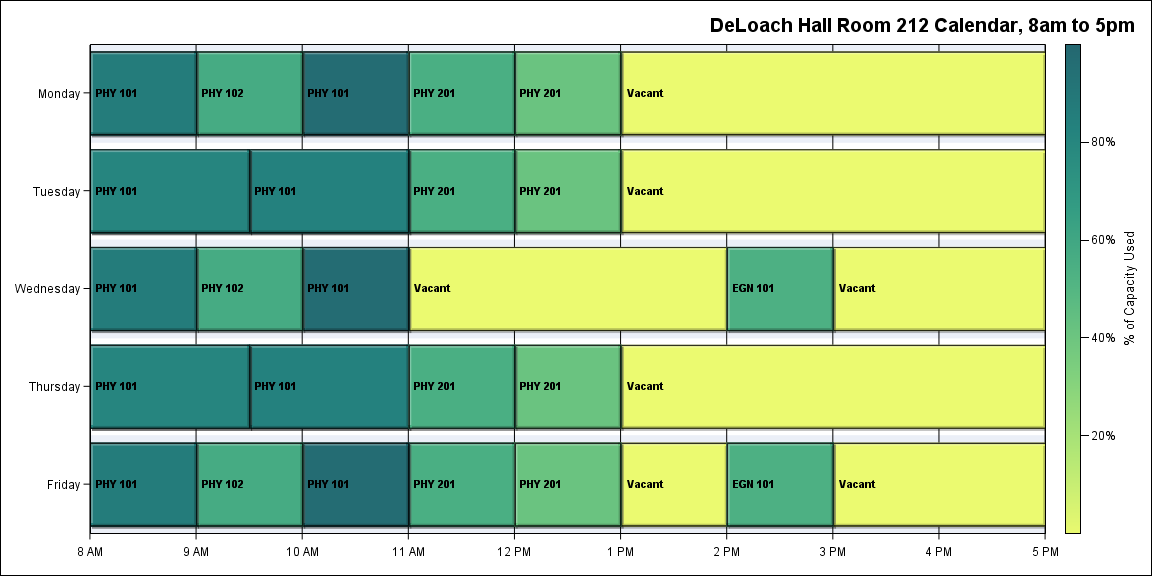 DeLoach Hall Room 212 Calendar, 8am to 5pm
Monday
PHY 101
PHY 102
PHY 101
PHY 201
PHY 201
Vacant
80%
Tuesday
PHY 101
PHY 101
PHY 201
PHY 201
Vacant
60%
% of Capacity Used
Wednesday
PHY 101
PHY 102
PHY 101
Vacant
EGN 101
Vacant
40%
Thursday
PHY 101
PHY 101
PHY 201
PHY 201
Vacant
20%
Friday
PHY 101
PHY 102
PHY 101
PHY 201
PHY 201
Vacant
EGN 101
Vacant
8 AM
9 AM
10 AM
11 AM
12 PM
1 PM
2 PM
3 PM
4 PM
5 PM